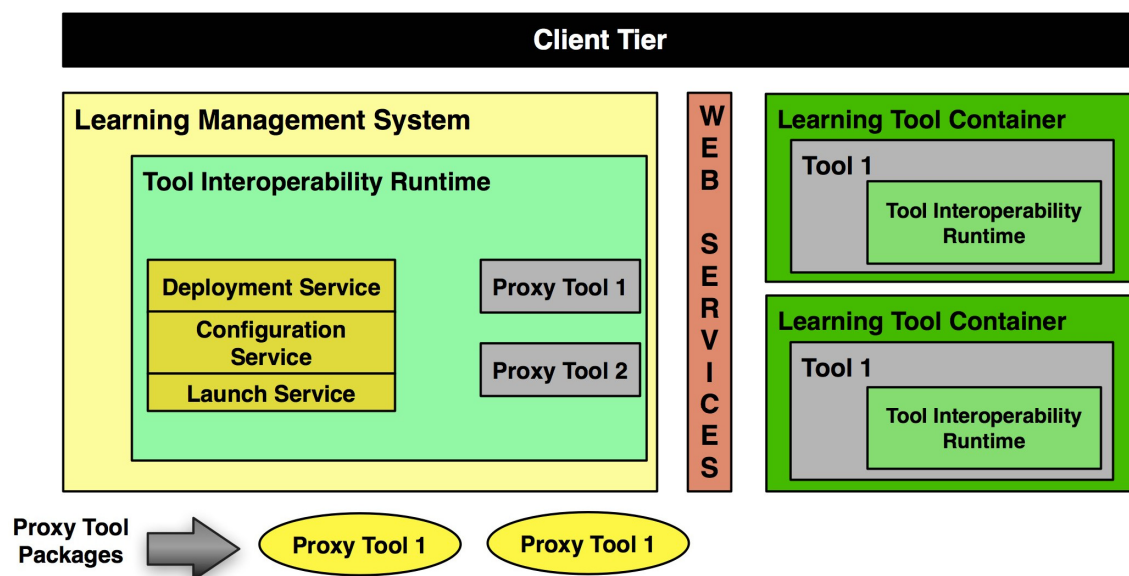 Client Tier
Learning Management System
Tool Interoperability Runtime
Deployment Service
Configuration
Service
Launch Service
Proxy Tool 1
Proxy Tool 2
WEB SERVICES
Learning Tool Container
Tool 1
Tool Interoperability
Runtime
Learning Tool Container
Tool 1
Tool Interoperability
Runtime
Proxy Tool
Packages
Proxy Tool 1
Proxy Tool 1